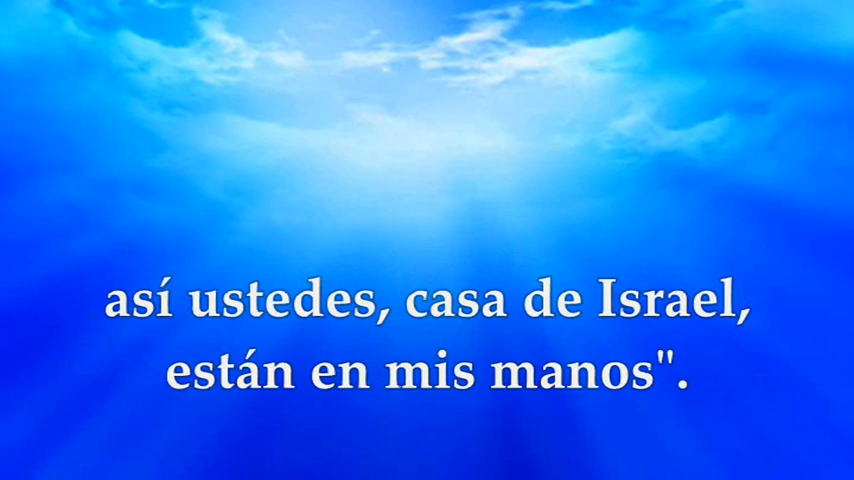 así ustedes, casa de Israel,
están en mis manos".